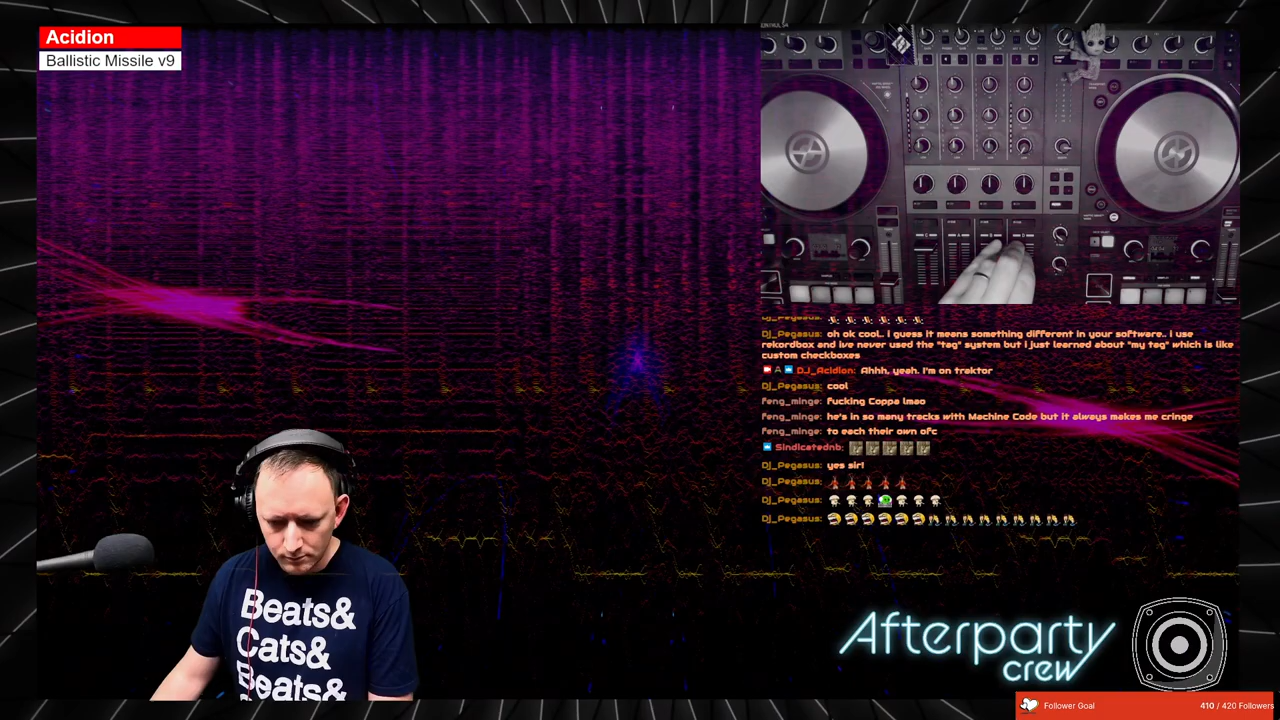 Acidion
Ballistic Missile v9
Dj_Pegasus:
Dj_Pegasus: oh ok cool.. i guess it means something different in your software.. i use
rekordbox and ive never used the "tag" system but i just learned about "my tag" which is like
custom checkboxes
DJ_Acidion: Ahhh, yeah. I'm on traktor
Dj_Pegasus: cool
feng_minge: fucking Coppa lmao
feng_minge: he's in so many tracks with Machine Code but it always makes me cringe
feng_minge: to each their own ofc
Sindicatednb:
Dj_Pegasus: yes sir!
Dj_Pegasus:
Dj_Pegasus:
Dj_Pegasus:
Beats&
Cats&
Beats&
Afterparty
crew
Follower Goal
410 / 420 Followers